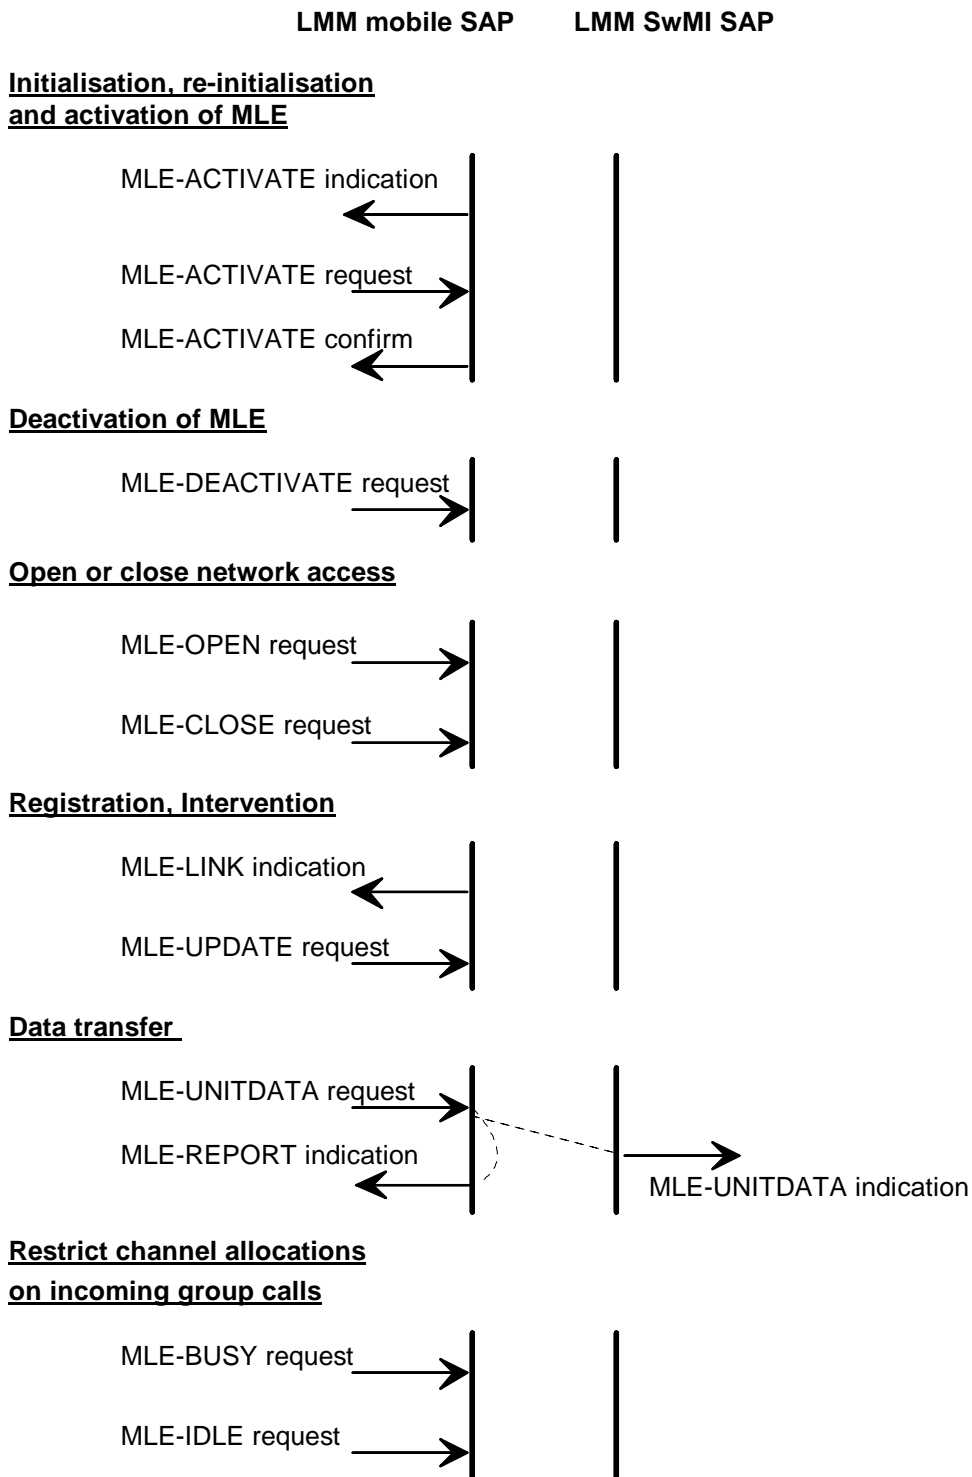 LMM mobile SAP LMM SwMI SAP
Initialisation, re-initialisation
and activation of MLE
MLE-ACTIVATE indication
MLE-ACTIVATE request
MLE-ACTIVATE confirm
Deactivation of MLE
MLE-DEACTIVATE request
Open or close network access
MLE-OPEN request
MLE-CLOSE request
Registration, Intervention
MLE-LINK indication
MLE-UPDATE request
Data transfer
MLE-UNITDATA request
MLE-REPORT indication
MLE-UNITDATA indication
Restrict channel allocations
on incoming group calls
MLE-BUSY request
MLE-IDLE request